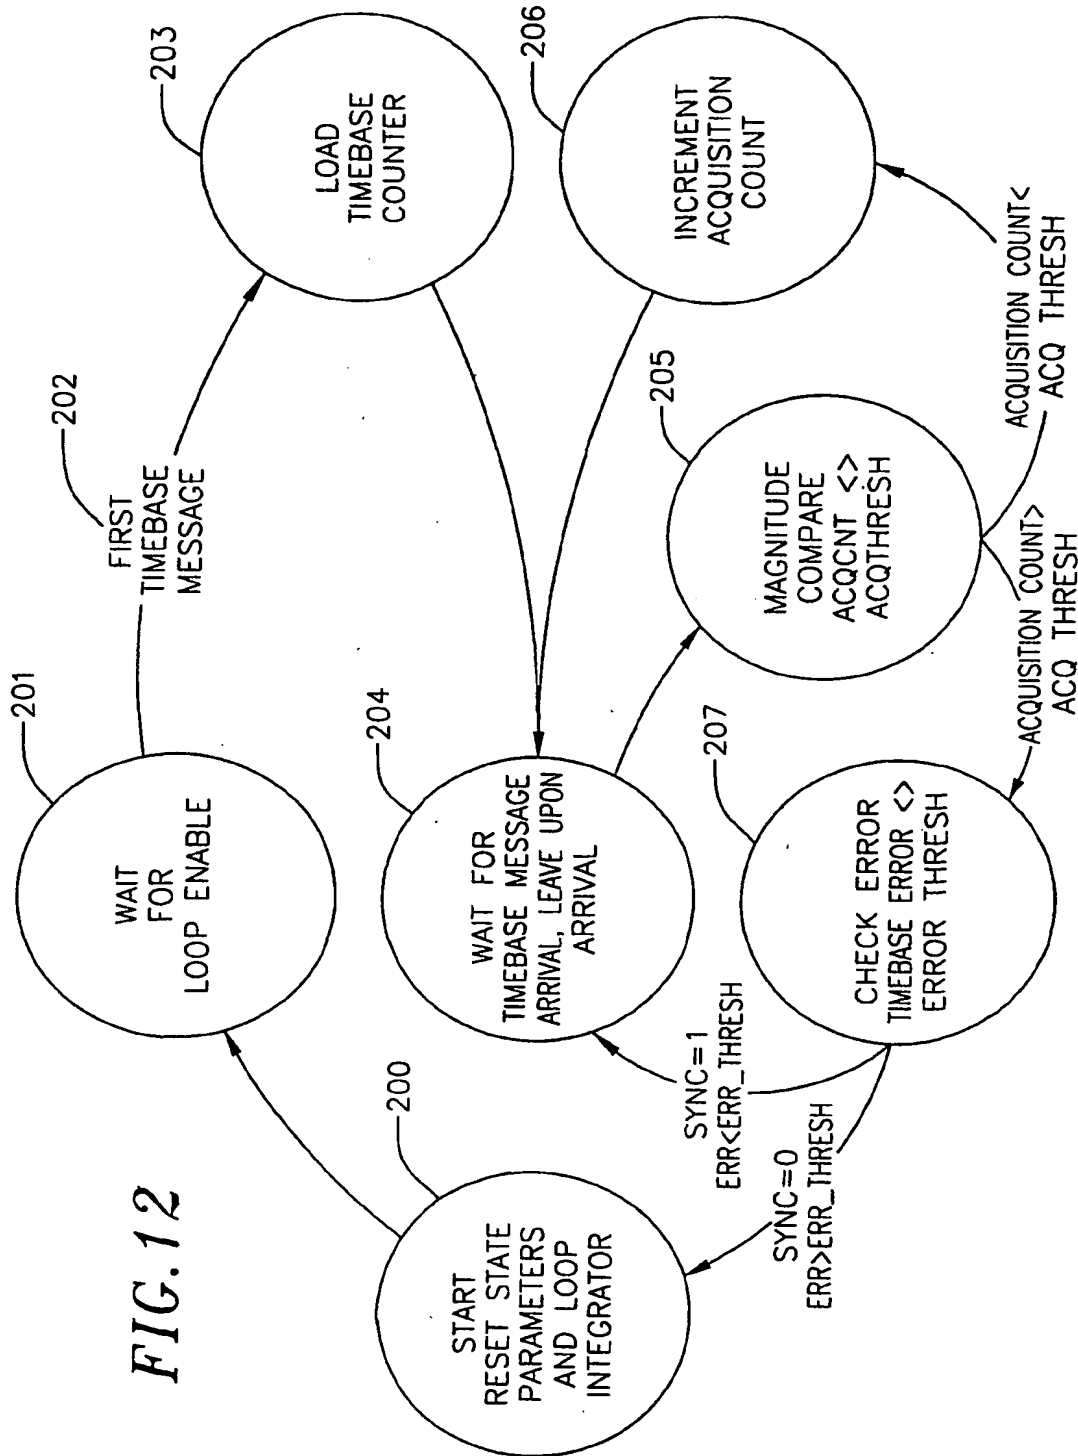 FIG.12
START
RESET STATE
PARAMETERS
AND LOOP
INTEGRATOR
200
WAIT
FOR
LOOP ENABLE
201
FIRST
TIMEBASE
MESSAGE
202
LOAD
TIMEBASE
COUNTER
203
WAIT FOR
TIMEBASE MESSAGE
ARRIVAL, LEAVE UPON
ARRIVAL
204
MAGNITUDE
COMPARE
ACQCNT <>
ACQTHRESH
205
INCREMENT
ACQUISITION
COUNT
206
ACQUISITION COUNT<
ACQ THRESH
ACQUISITION COUNT>
ACQ THRESH
CHECK ERROR
TIMEBASE ERROR <>
ERROR THRESH
207
SYNC=1
ERR<ERR_THRESH
SYNC=0
ERR>ERR_THRESH